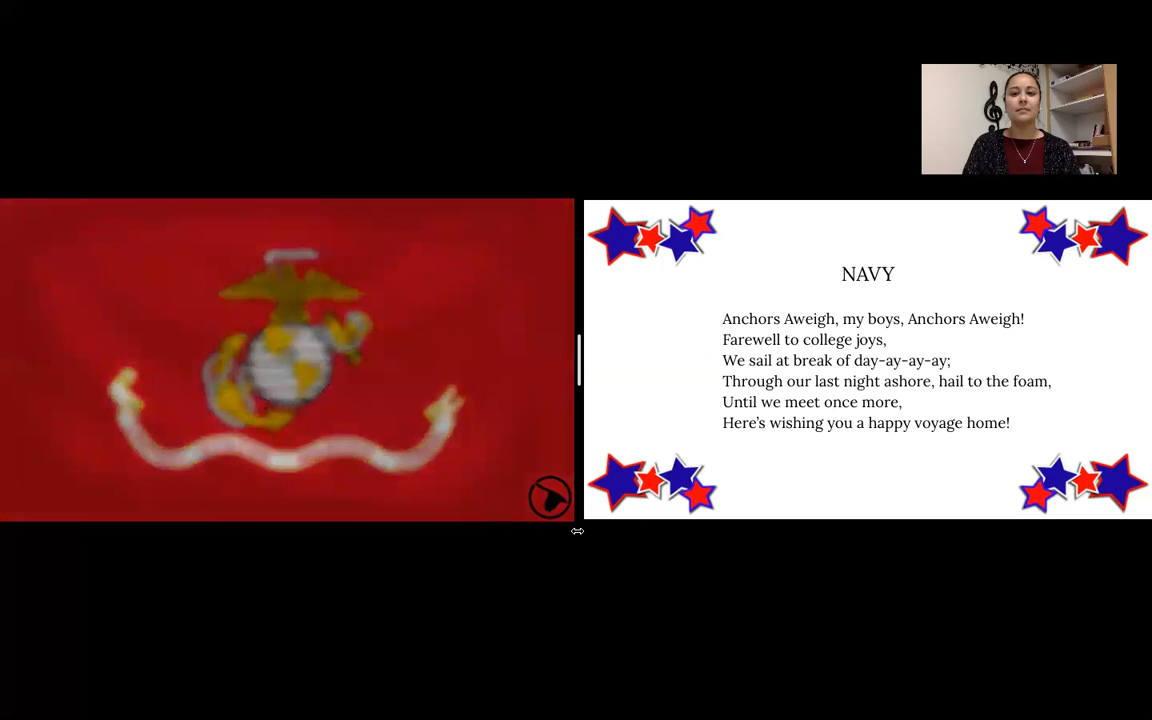 NAVY
Anchors Aweigh, my boys, Anchors Aweigh!
Farewell to college joys,
We sail at break of day-ay-ay-ay;
Through our last night ashore, hail to the foam,
Until we meet once more,
Here's wishing you a happy voyage home!